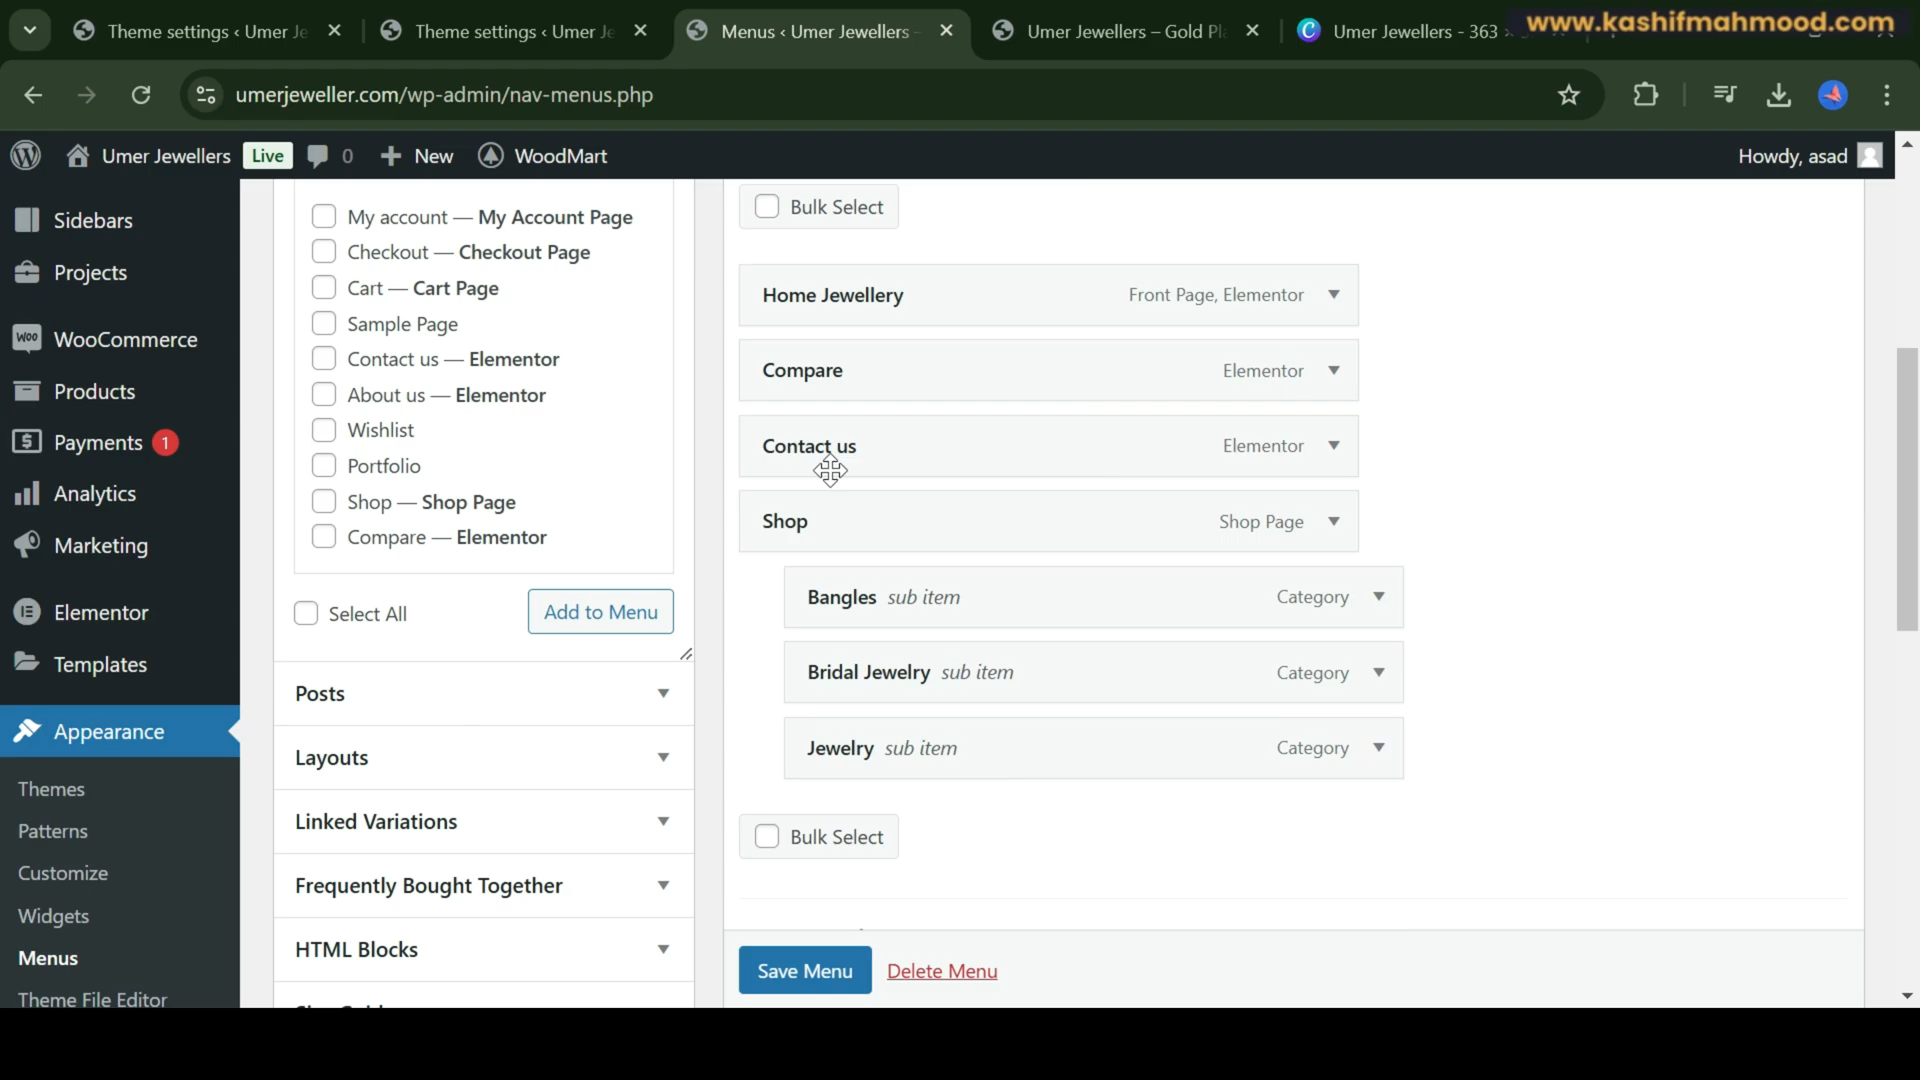 Theme settings ‹ Umer Je
Theme settings ‹ Umer Je
Menus ‹ Umer Jewellers –
Umer Jewellers – Gold Pla
Umer Jewellers - 363
www.kashifmahmood.com
umerjeweller.com/wp-admin/nav-menus.php
Umer Jewellers
Live
0
New
WoodMart
Howdy, asad
Sidebars
Projects
WooCommerce
Products
Payments 1
Analytics
Marketing
Elementor
Templates
Appearance
Themes
Patterns
Customize
Widgets
Menus
Theme File Editor
My account — My Account Page
Checkout — Checkout Page
Cart — Cart Page
Sample Page
Contact us — Elementor
About us — Elementor
Wishlist
Portfolio
Shop — Shop Page
Compare — Elementor
Select All
Add to Menu
Posts
Layouts
Linked Variations
Frequently Bought Together
HTML Blocks
Bulk Select
Home Jewellery Front Page, Elementor
Compare Elementor
Contact us Elementor
Shop Shop Page
Bangles sub item Category
Bridal Jewelry sub item Category
Jewelry sub item Category
Bulk Select
Save Menu
Delete Menu